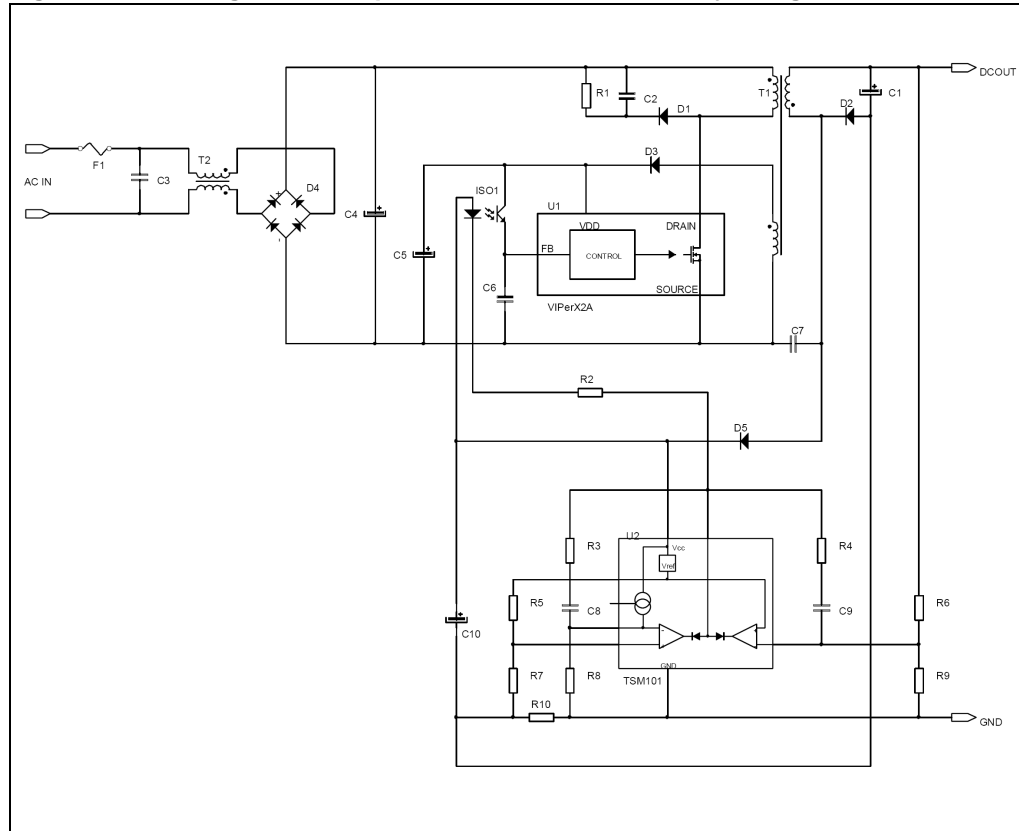 DCOUT
R1
C2
D1
T1
D2
C1
AC IN
F1
C3
T2
D4
ISO1
D3
C4
C5
U1
VDD
DRAIN
FB
CONTROL
SOURCE
C6
VIPerX2A
C7
R2
D5
U2
R3
Vcc
Vref
R4
R5
C8
C9
R6
C10
R7
R8
GND
TSM101
R9
R10
GND